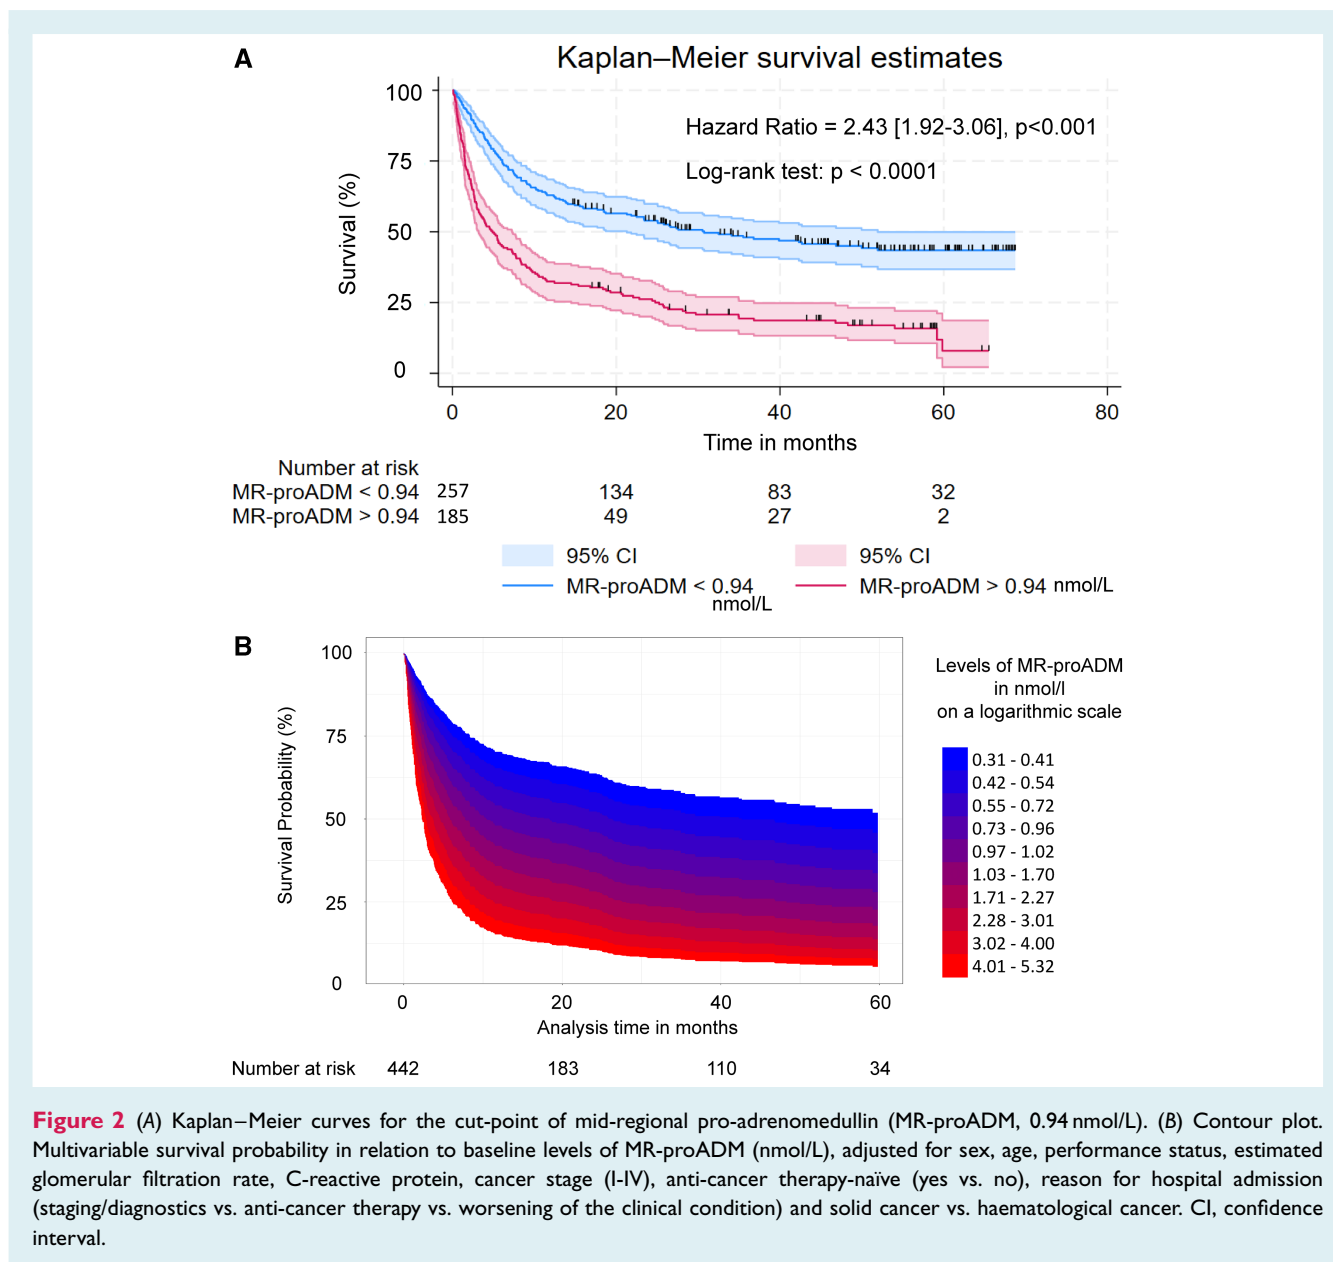 A
Kaplan–Meier survival estimates
Hazard Ratio = 2.43 [1.92-3.06], p<0.001
Log-rank test: p < 0.0001
Survival (%)
100
75
50
25
0
0 20 40 60 80
Time in months
Number at risk
MR-proADM < 0.94 257 134 83 32
MR-proADM > 0.94 185 49 27 2
95% CI 95% CI
MR-proADM < 0.94 nmol/L MR-proADM > 0.94 nmol/L
B
Survival Probability (%)
100
75
50
25
0
0 20 40 60
Analysis time in months
Number at risk 442 183 110 34
Levels of MR-proADM
in nmol/l
on a logarithmic scale
0.31 - 0.41
0.42 - 0.54
0.55 - 0.72
0.73 - 0.96
0.97 - 1.02
1.03 - 1.70
1.71 - 2.27
2.28 - 3.01
3.02 - 4.00
4.01 - 5.32
Figure 2 (A) Kaplan–Meier curves for the cut-point of mid-regional pro-adrenomedullin (MR-proADM, 0.94 nmol/L). (B) Contour plot.
Multivariable survival probability in relation to baseline levels of MR-proADM (nmol/L), adjusted for sex, age, performance status, estimated
glomerular filtration rate, C-reactive protein, cancer stage (I-IV), anti-cancer therapy-naïve (yes vs. no), reason for hospital admission
(staging/diagnostics vs. anti-cancer therapy vs. worsening of the clinical condition) and solid cancer vs. haematological cancer. CI, confidence
interval.